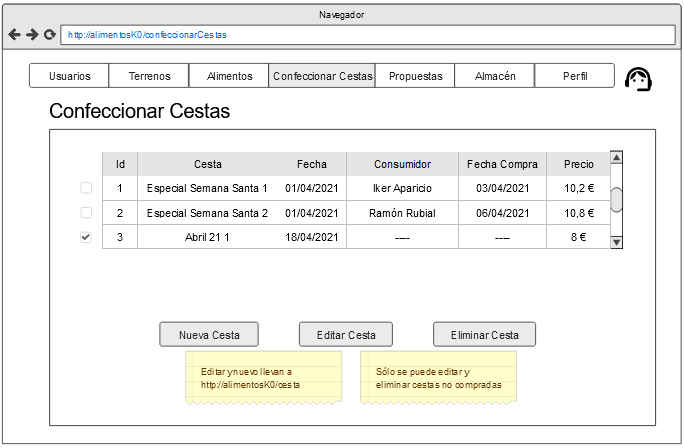 Navegador
http://alimentosK0/confeccionarCestas
Usuarios Terrenos Alimentos Confeccionar Cestas Propuestas Almacén Perfil
Confeccionar Cestas
Id Cesta Fecha Consumidor Fecha Compra Precio
1 Especial Semana Santa 1 01/04/2021 Iker Aparicio 03/04/2021 10,2 €
2 Especial Semana Santa 2 01/04/2021 Ramón Rubial 06/04/2021 10,8 €
3 Abril 21 1 18/04/2021 ---- ---- 8 €
Nueva Cesta Editar Cesta Eliminar Cesta
Editar y nuevo llevan a
http://alimentosK0/cesta
Sólo se puede editar y
eliminar cestas no compradas